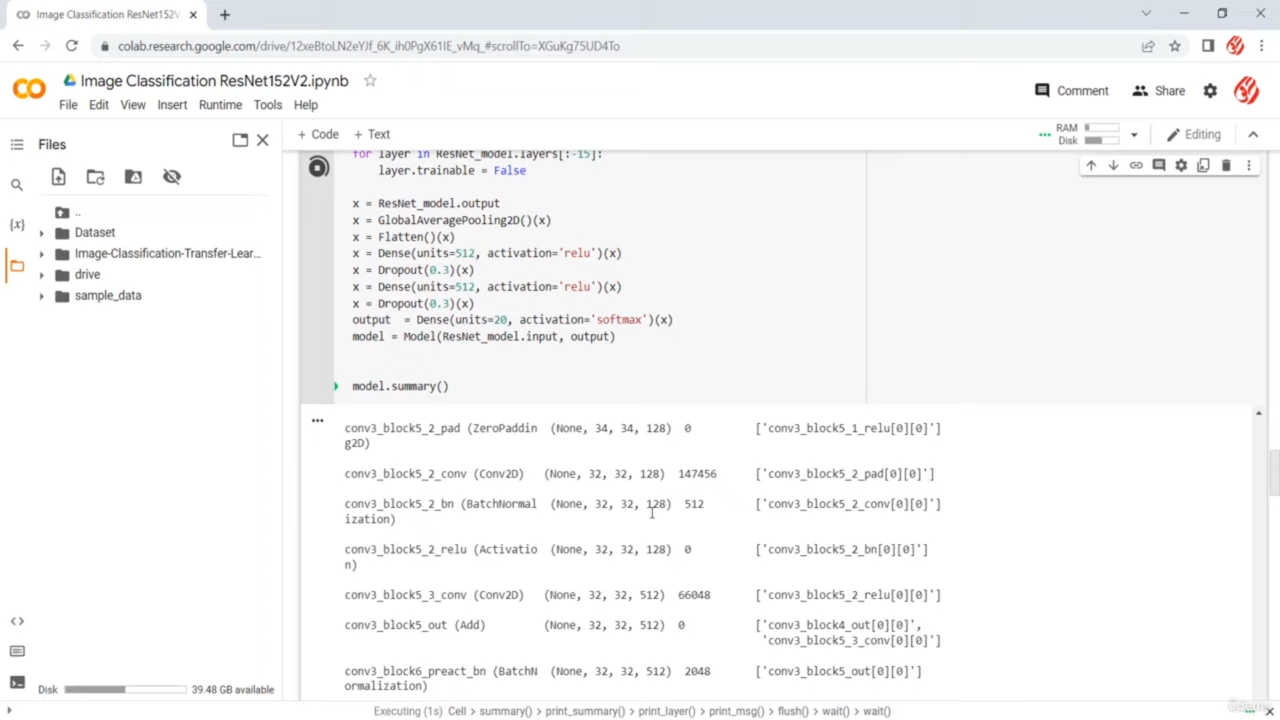 Image Classification ResNet152V
colab.research.google.com/drive/12xeBtoLN2eYJf_6K_ih0PgX61IE_vMq_#scrollTo=XGuKg75UD4To
Image Classification ResNet152V2.ipynb
Comment
Share
File Edit View Insert Runtime Tools Help
Files
+ Code + Text
RAM
Disk
Editing
..
Dataset
Image-Classification-Transfer-Lear...
drive
sample_data
for layer in ResNet_model.layers[:-15]:
layer.trainable = False
x = ResNet_model.output
x = GlobalAveragePooling2D()(x)
x = Flatten()(x)
x = Dense(units=512, activation='relu')(x)
x = Dropout(0.3)(x)
x = Dense(units=512, activation='relu')(x)
x = Dropout(0.3)(x)
output = Dense(units=20, activation='softmax')(x)
model = Model(ResNet_model.input, output)
model.summary()
conv3_block5_2_pad (ZeroPaddin (None, 34, 34, 128) 0 ['conv3_block5_1_relu[0][0]']
g2D)
conv3_block5_2_conv (Conv2D) (None, 32, 32, 128) 147456 ['conv3_block5_2_pad[0][0]']
conv3_block5_2_bn (BatchNormal (None, 32, 32, 128) 512 ['conv3_block5_2_conv[0][0]']
ization)
conv3_block5_2_relu (Activatio (None, 32, 32, 128) 0 ['conv3_block5_2_bn[0][0]']
n)
conv3_block5_3_conv (Conv2D) (None, 32, 32, 512) 66048 ['conv3_block5_2_relu[0][0]']
conv3_block5_out (Add) (None, 32, 32, 512) 0 ['conv3_block4_out[0][0]',
'conv3_block5_3_conv[0][0]']
conv3_block6_preact_bn (BatchN (None, 32, 32, 512) 2048 ['conv3_block5_out[0][0]']
ormalization)
Disk 39.48 GB available
Executing (1s) Cell > summary() > print_summary() > print_layer() > print_msg() > flush() > wait() > wait()
ûdemy